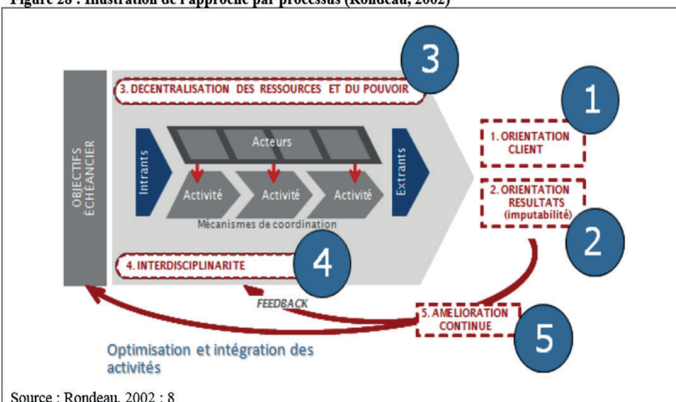 Figure 28 : Illustration de l'approche par processus (Rondeau, 2002)
3
3. DECENTRALISATION DES RESSOURCES ET DU POUVOIR
1
1. ORIENTATION
CLIENT
OBJECTIFS
ÉCHÉANCIER
Intrants
Acteurs
Activité
Activité
Activité
Mécanismes de coordination
Extrants
2. ORIENTATION
RESULTATS
(imputabilité)
2
4. INTERDISCIPLINARITE
4
FEEDBACK
5. AMELIORATION
CONTINUE
5
Optimisation et intégration des
activités
Source : Rondeau, 2002 : 8